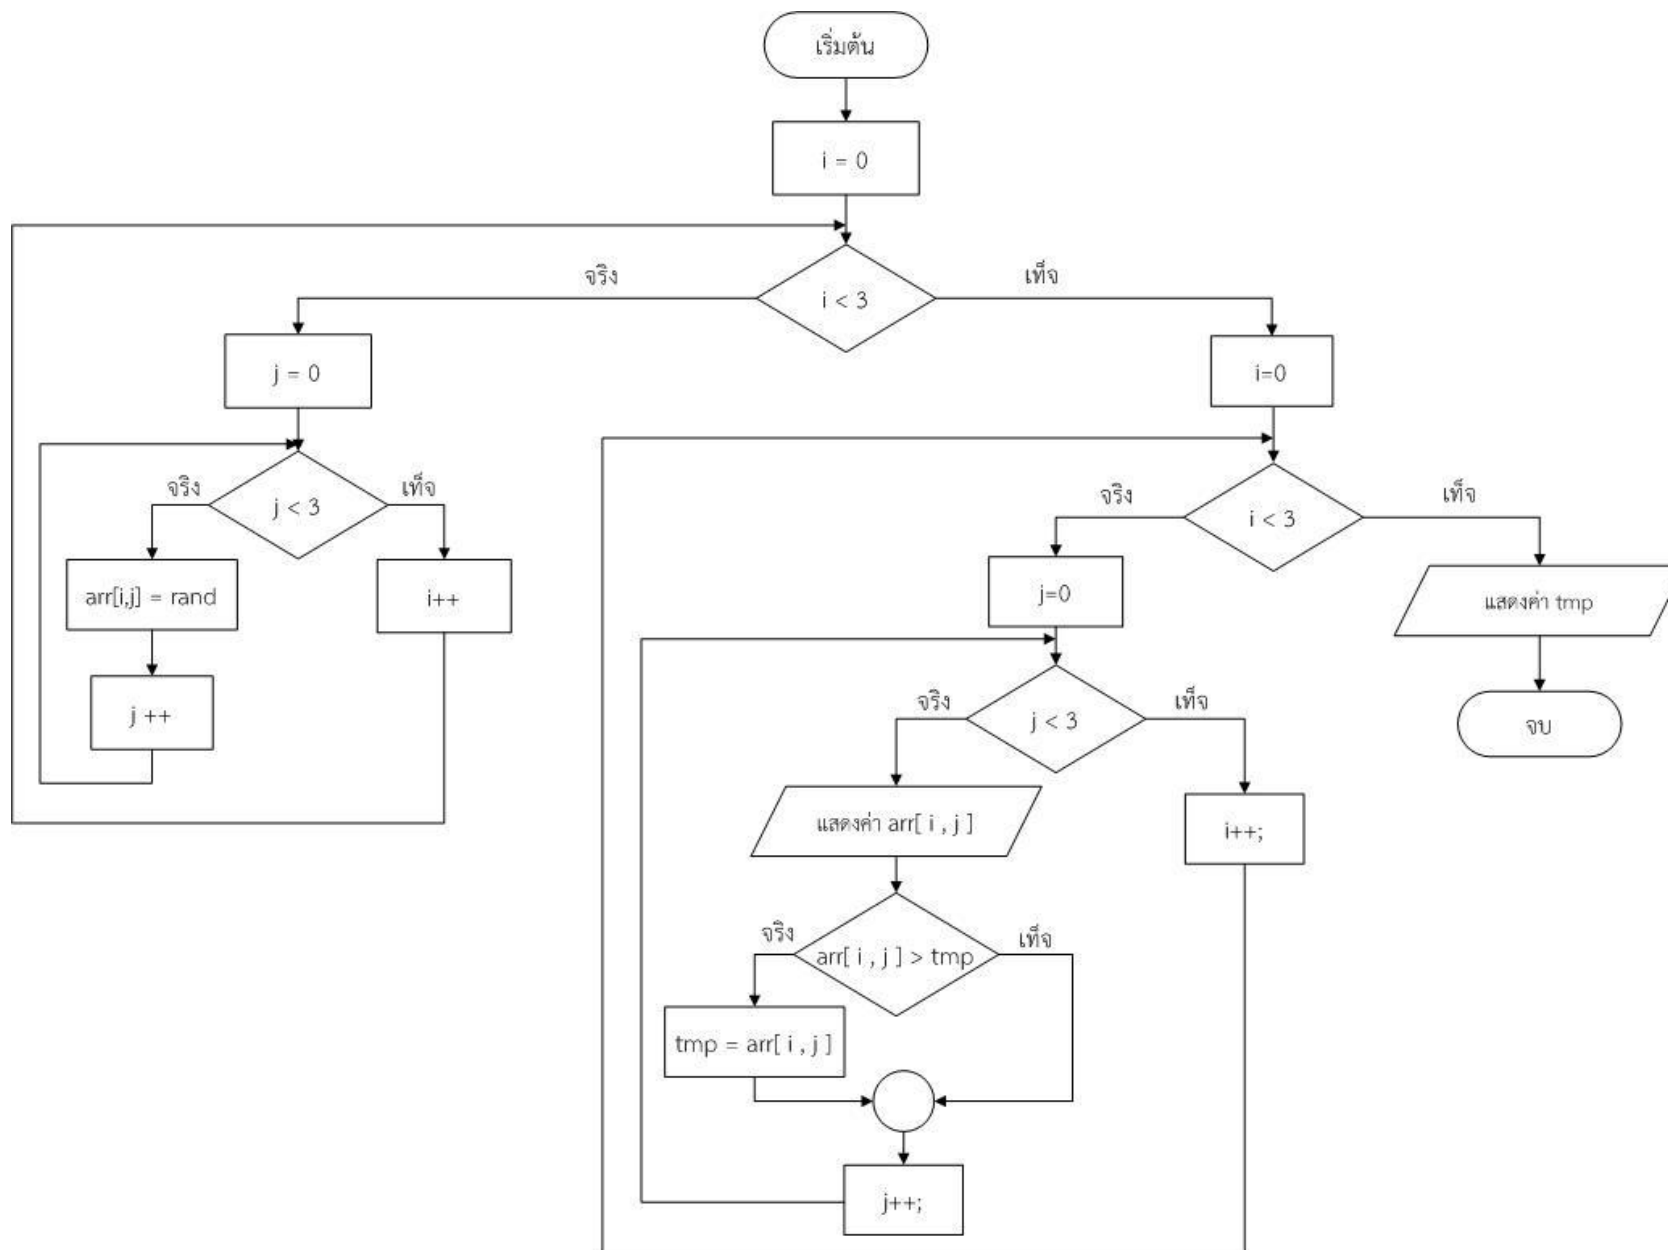 เริ่มต้น
i = 0
i < 3
จริง
เท็จ
j = 0
j < 3
จริง
เท็จ
arr[i,j] = rand
i++
j ++
i=0
i < 3
จริง
เท็จ
j=0
แสดงค่า tmp
จบ
j < 3
จริง
เท็จ
แสดงค่า arr[ i , j ]
i++;
arr[ i , j ] > tmp
จริง
เท็จ
tmp = arr[ i , j ]
j++;